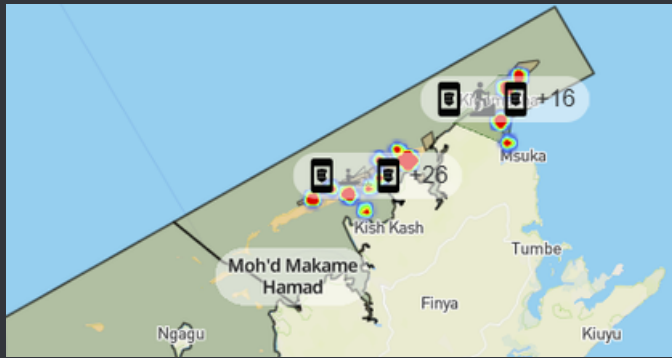 +16
Msuka
+26
Kish Kash
Moh'd Makame
Hamad
Tumbe
Finya
Ngagu
Kiuyu